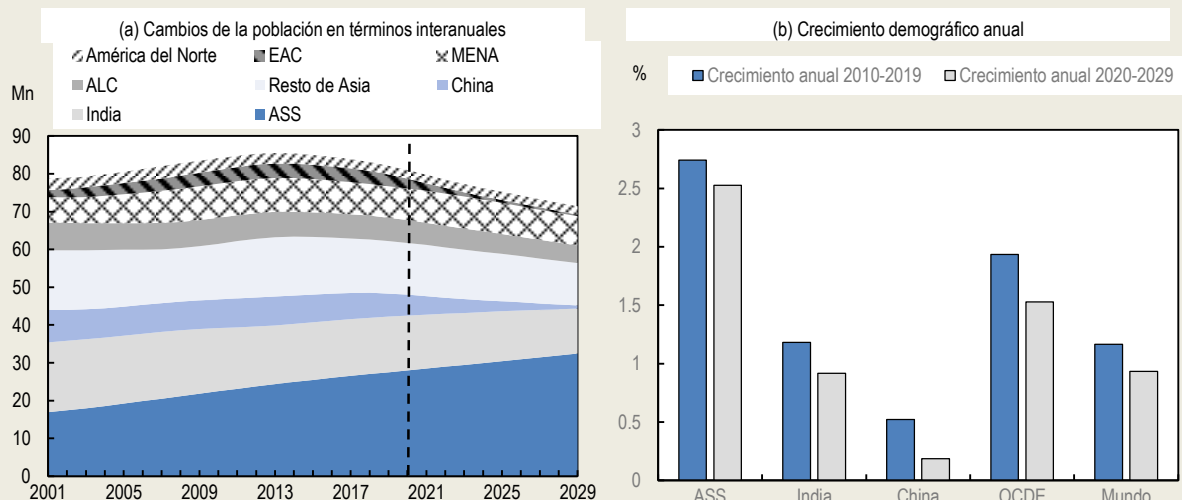 (a) Cambios de la población en términos interanuales
América del Norte EAC MENA
ALC Resto de Asia China
India ASS
Mn
90
80
70
60
50
40
30
20
10
0
2001 2005 2009 2013 2017 2021 2025 2029
(b) Crecimiento demográfico anual
% Crecimiento anual 2010-2019 Crecimiento anual 2020-2029
3
2.5
2
1.5
1
0.5
0
ASS India China OCDE Mundo